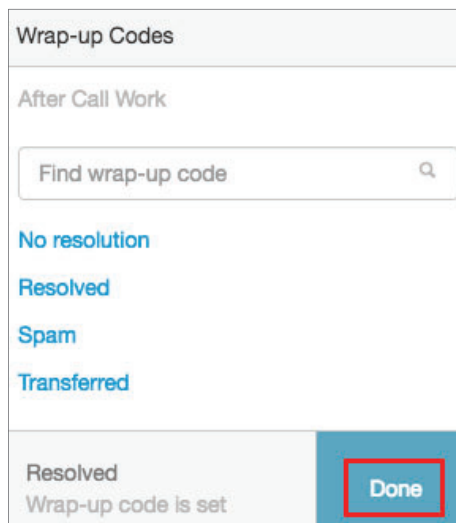 Wrap-up Codes
After Call Work
Find wrap-up code
No resolution
Resolved
Spam
Transferred
Resolved
Wrap-up code is set
Done